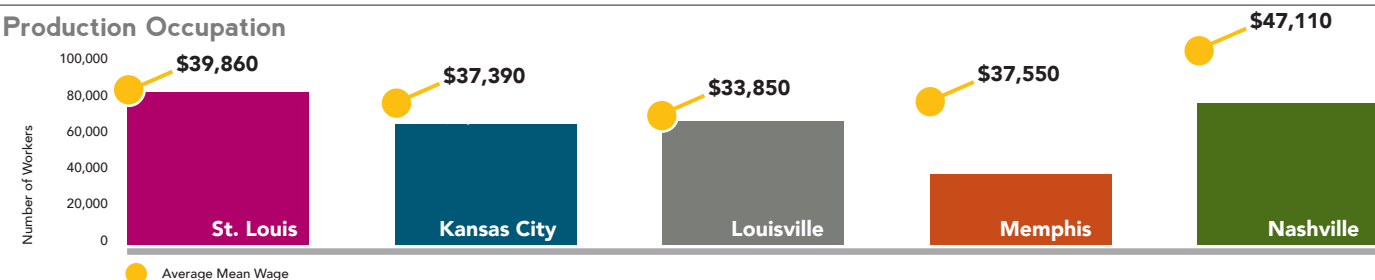 Production Occupation
$47,110
100,000
$39,860
$37,390
$33,850
$37,550
80,000
60,000
40,000
20,000
0
Number of Workers
St. Louis
Kansas City
Louisville
Memphis
Nashville
Average Mean Wage